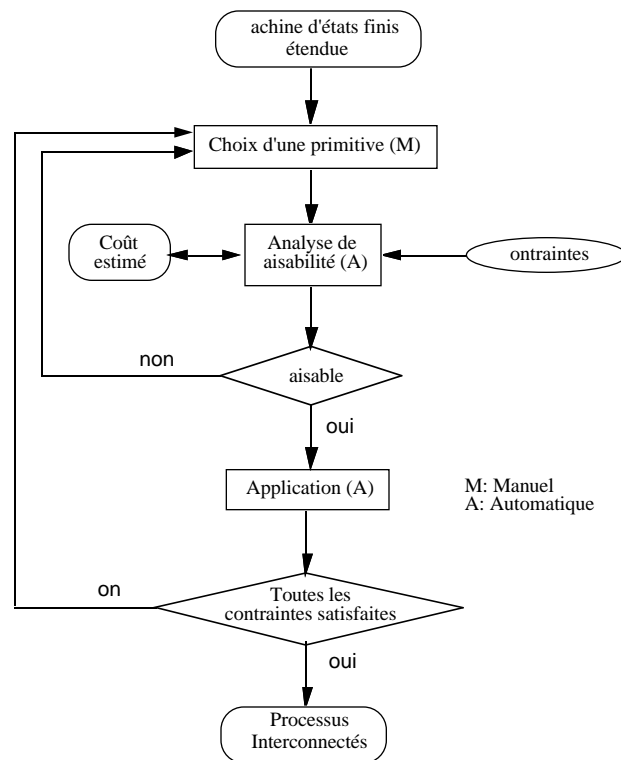 achine d'états finis
étendue
Choix d'une primitive (M)
Coût
estimé
Analyse de
aisabilité (A)
ontraintes
non
aisable
oui
Application (A)
M: Manuel
A: Automatique
on
Toutes les
contraintes satisfaites
oui
Processus
Interconnectés